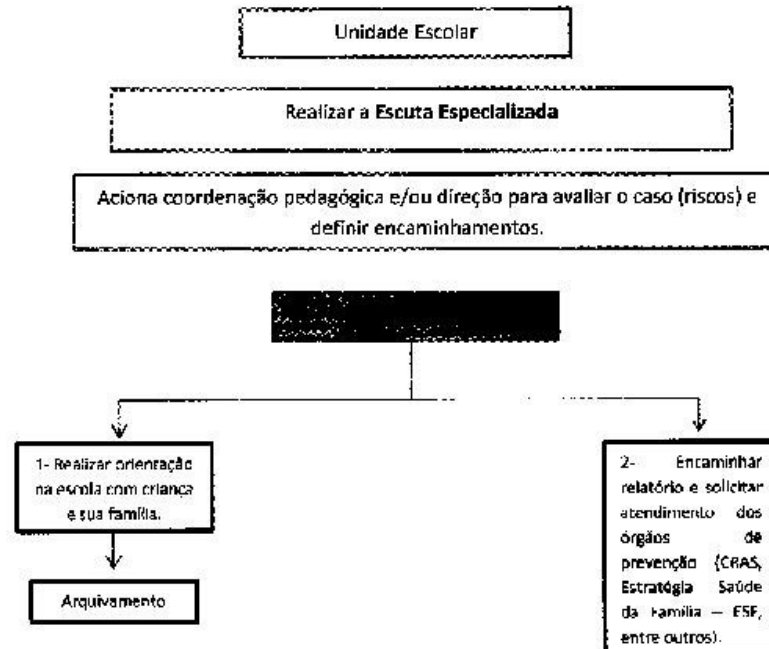 Unidade Escolar
Realizar a Escuta Especializada
Aciona coordenação pedagógica e/ou direção para avaliar o caso (riscos) e
definir encaminhamentos.
1- Realizar orientação
na escola com criança
e sua família.
Arquivamento
2- Encaminhar
relatório e solicitar
atendimento dos
órgãos de
prevenção (CRAS,
Estratégia Saúde
da Família – ESF,
entre outros).